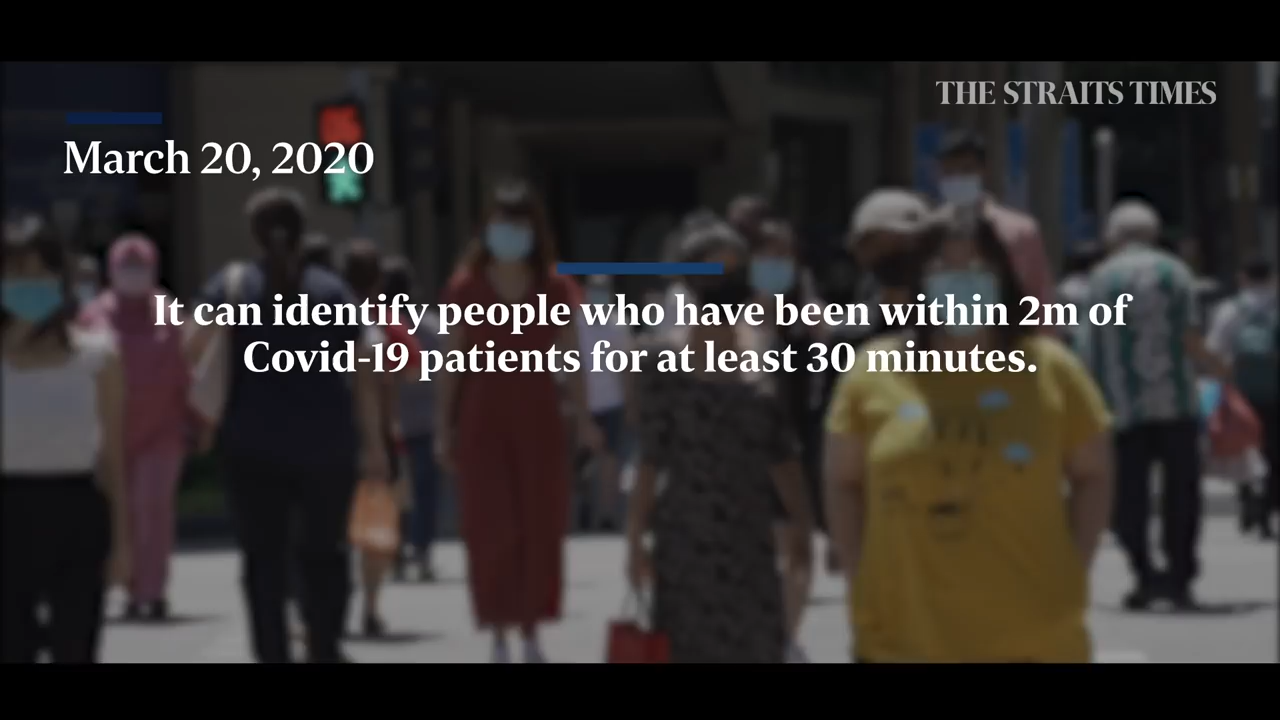 THE STRAITS TIMES
March 20, 2020
It can identify people who have been within 2m of
Covid-19 patients for at least 30 minutes.